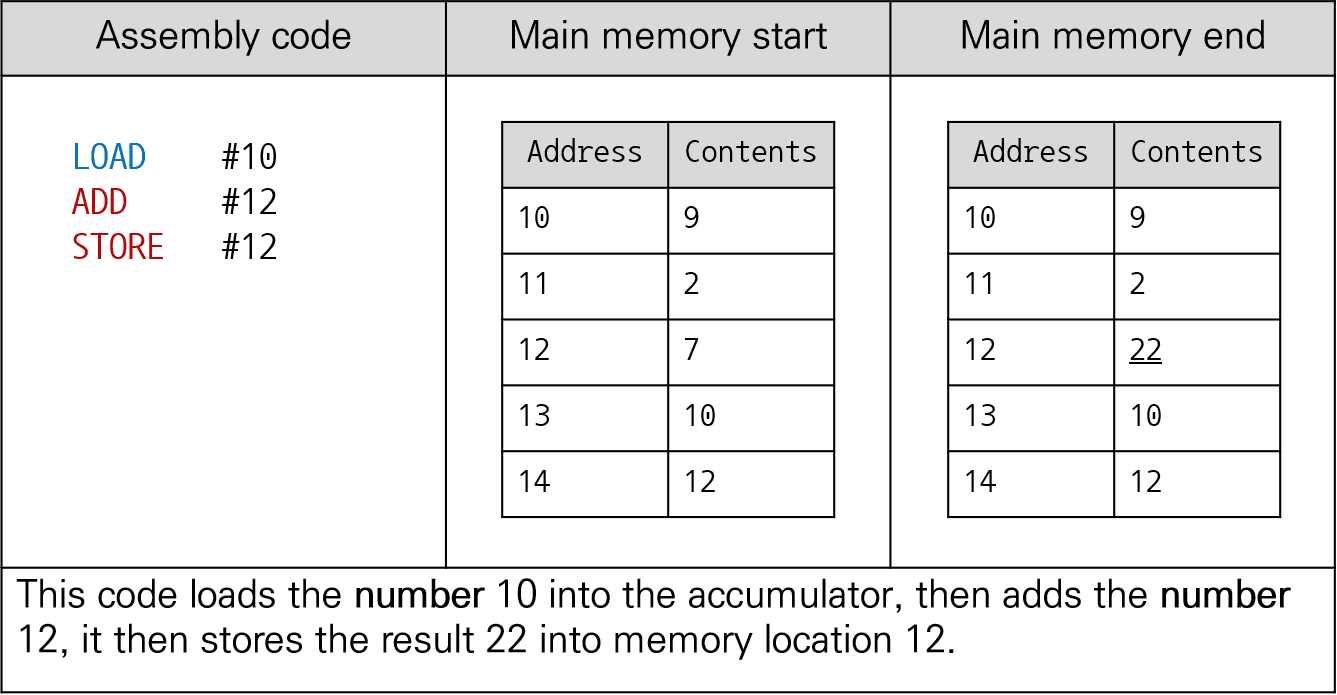 Assembly code Main memory start Main memory end
LOAD #10
ADD #12
STORE #12
Address Contents Address Contents
10 9 10 9
11 2 11 2
12 7 12 22
13 10 13 10
14 12 14 12
This code loads the number 10 into the accumulator, then adds the number
12, it then stores the result 22 into memory location 12.